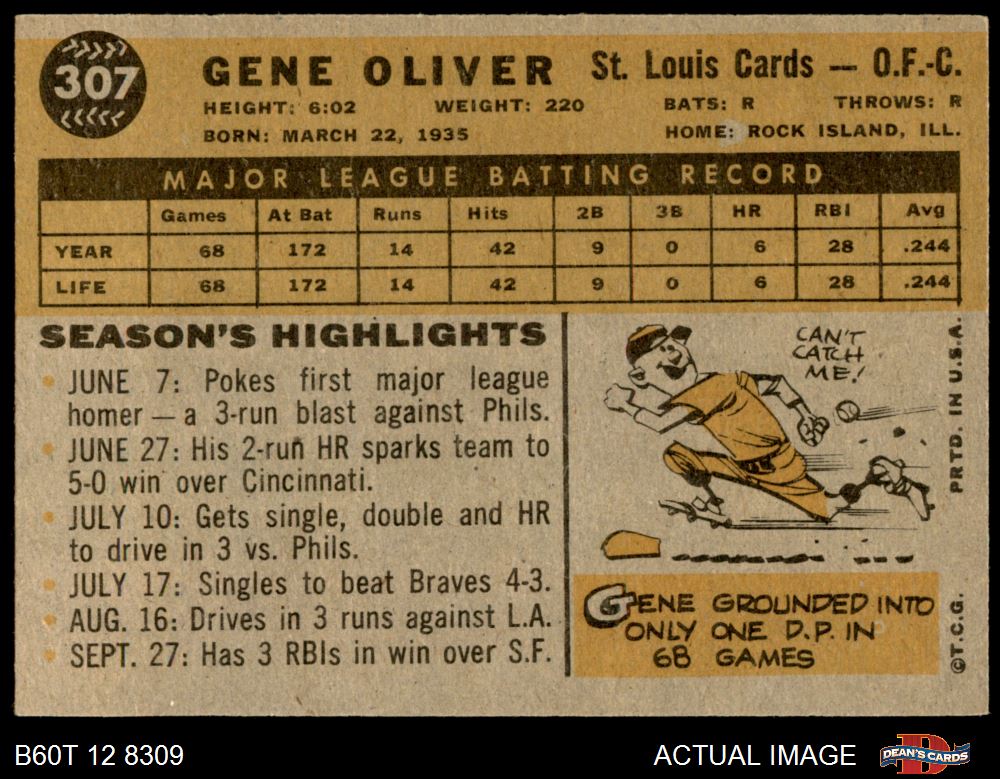 307
GENE OLIVER St. Louis Cards — O.F.-C.
HEIGHT: 6:02 WEIGHT: 220 BATS: R THROWS: R
BORN: MARCH 22, 1935 HOME: ROCK ISLAND, ILL.
MAJOR LEAGUE BATTING RECORD
Games At Bat Runs Hits 2B 3B HR RBI Avg
YEAR 68 172 14 42 9 0 6 28 .244
LIFE 68 172 14 42 9 0 6 28 .244
SEASON'S HIGHLIGHTS
• JUNE 7: Pokes first major league
homer — a 3-run blast against Phils.
• JUNE 27: His 2-run HR sparks team to
5-0 win over Cincinnati.
• JULY 10: Gets single, double and HR
to drive in 3 vs. Phils.
• JULY 17: Singles to beat Braves 4-3.
• AUG. 16: Drives in 3 runs against L.A.
• SEPT. 27: Has 3 RBIs in win over S.F.
CAN'T
CATCH
ME!
GENE GROUNDED INTO
ONLY ONE D.P. IN
68 GAMES
©T.C.G. PRTD. IN U.S.A.
B60T 12 8309 ACTUAL IMAGE
D
DEAN'S CARDS